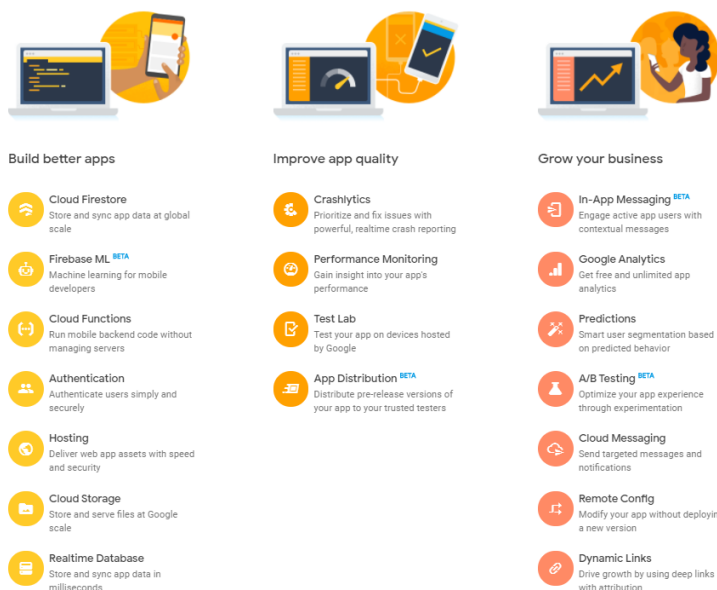 Build better apps
Cloud Firestore
Store and sync app data at global
scale
Firebase ML BETA
Machine learning for mobile
developers
Cloud Functions
Run mobile backend code without
managing servers
Authentication
Authenticate users simply and
securely
Hosting
Deliver web app assets with speed
and security
Cloud Storage
Store and serve files at Google
scale
Realtime Database
Store and sync app data in
milliseconds
Improve app quality
Crashlytics
Prioritize and fix issues with
powerful, realtime crash reporting
Performance Monitoring
Gain insight into your app's
performance
Test Lab
Test your app on devices hosted
by Google
App Distribution BETA
Distribute pre-release versions of
your app to your trusted testers
Grow your business
In-App Messaging BETA
Engage active app users with
contextual messages
Google Analytics
Get free and unlimited app
analytics
Predictions
Smart user segmentation based
on predicted behavior
A/B Testing BETA
Optimize your app experience
through experimentation
Cloud Messaging
Send targeted messages and
notifications
Remote Config
Modify your app without deployin
a new version
Dynamic Links
Drive growth by using deep links
with attribution